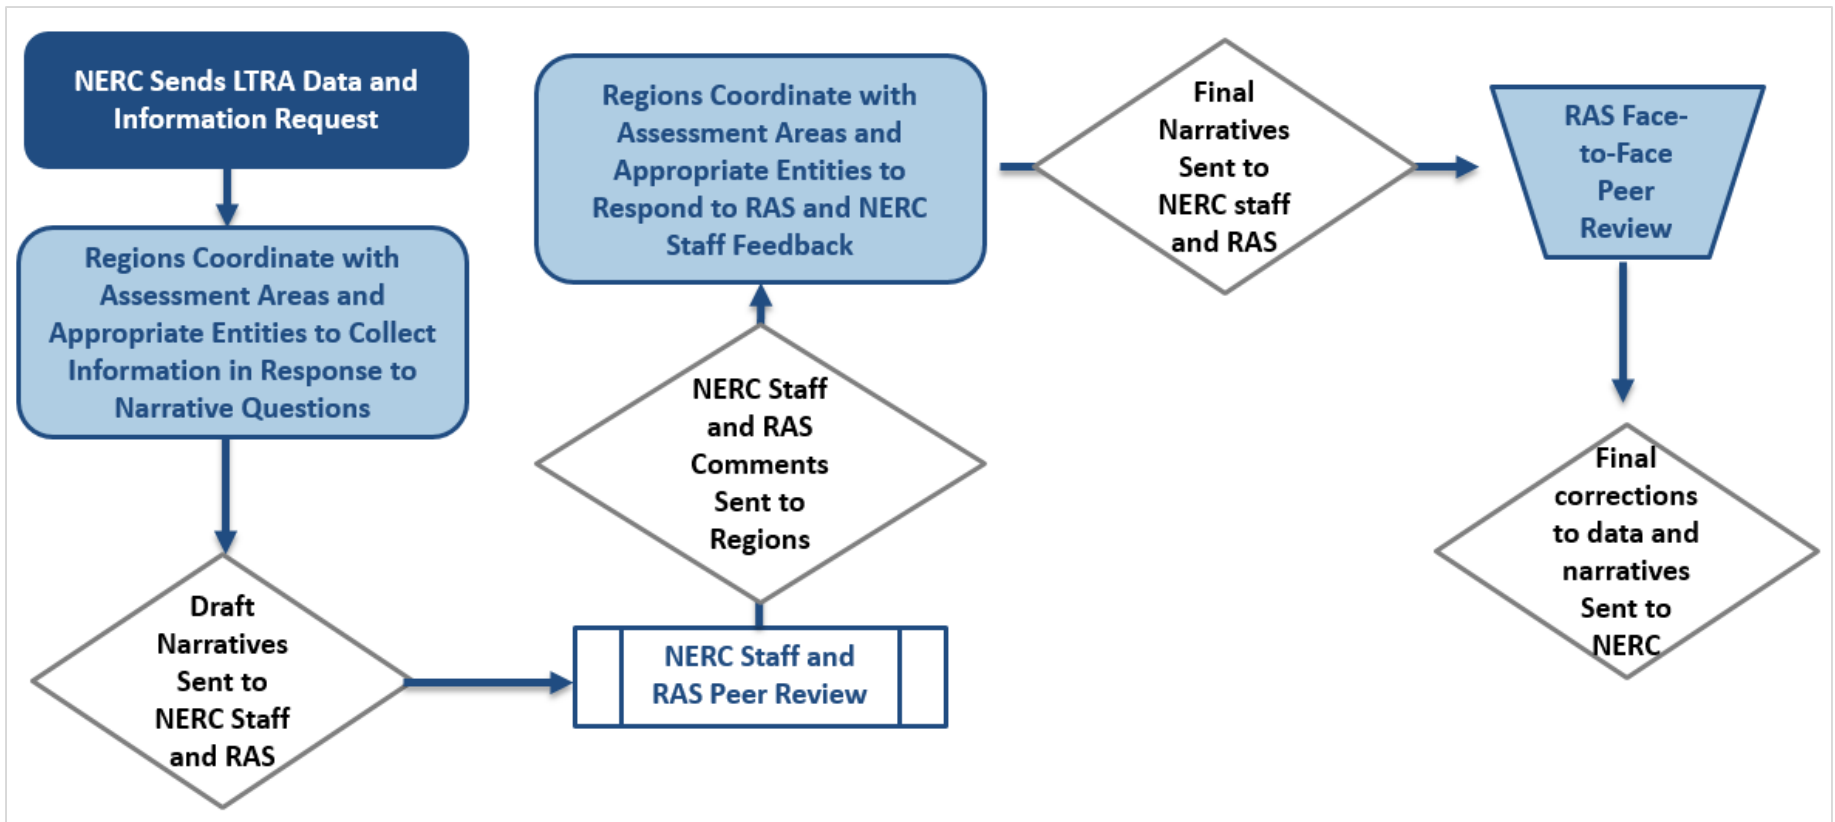 NERC Sends LTRA Data and
Information Request
Regions Coordinate with
Assessment Areas and
Appropriate Entities to Collect
Information in Response to
Narrative Questions
Draft
Narratives
Sent to
NERC Staff
and RAS
NERC Staff and
RAS Peer Review
NERC Staff
and RAS
Comments
Sent to
Regions
Regions Coordinate with
Assessment Areas and
Appropriate Entities to
Respond to RAS and NERC
Staff Feedback
Final
Narratives
Sent to
NERC staff
and RAS
RAS Face-
to-Face
Peer
Review
Final
corrections
to data and
narratives
Sent to
NERC